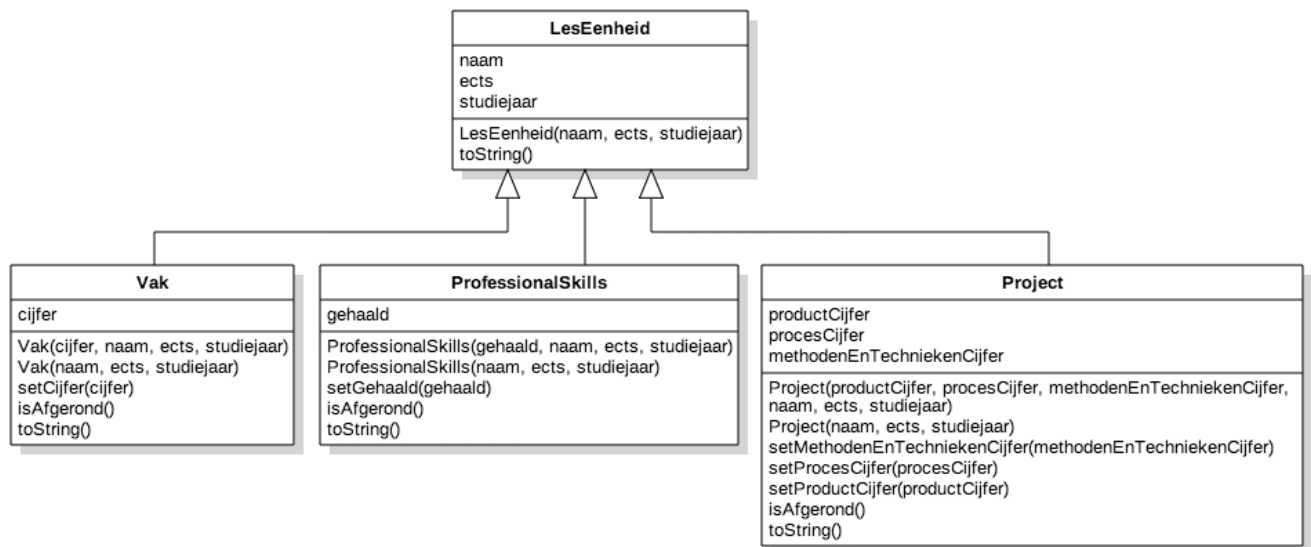 LesEenheid
naam
ects
studiejaar
LesEenheid(naam, ects, studiejaar)
toString()
Vak
cijfer
Vak(cijfer, naam, ects, studiejaar)
Vak(naam, ects, studiejaar)
setCijfer(cijfer)
isAfgerond()
toString()
ProfessionalSkills
gehaald
ProfessionalSkills(gehaald, naam, ects, studiejaar)
ProfessionalSkills(naam, ects, studiejaar)
setGehaald(gehaald)
isAfgerond()
toString()
Project
productCijfer
procesCijfer
methodenEnTechniekenCijfer
Project(productCijfer, procesCijfer, methodenEnTechniekenCijfer,
naam, ects, studiejaar)
Project(naam, ects, studiejaar)
setMethodenEnTechniekenCijfer(methodenEnTechniekenCijfer)
setProcesCijfer(procesCijfer)
setProductCijfer(productCijfer)
isAfgerond()
toString()